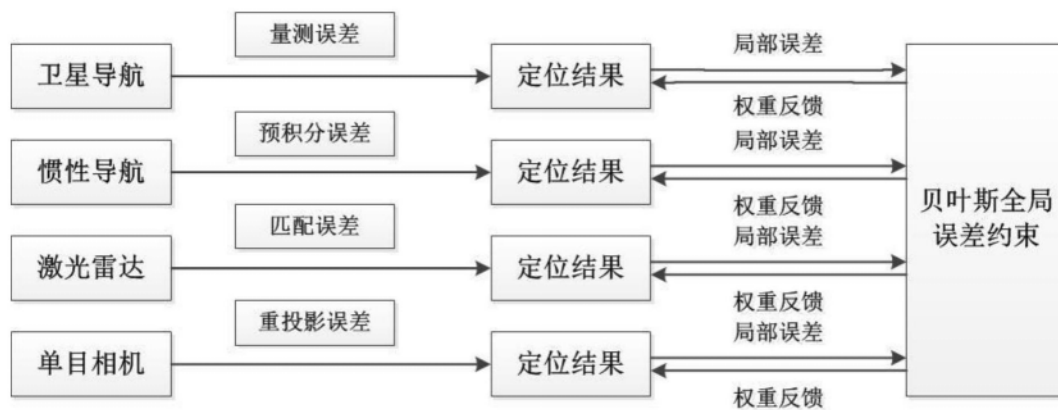 量测误差
卫星导航
定位结果
局部误差
权重反馈
预积分误差
惯性导航
定位结果
局部误差
权重反馈
匹配误差
激光雷达
定位结果
局部误差
权重反馈
重投影误差
单目相机
定位结果
局部误差
权重反馈
贝叶斯全局
误差约束